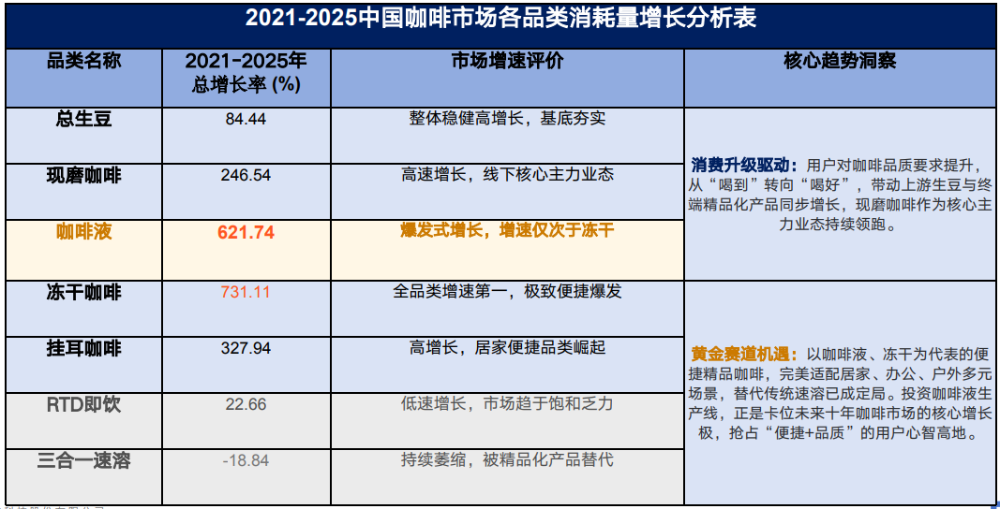 2021-2025中国咖啡市场各品类消耗量增长分析表
品类名称
2021-2025年
总增长率 (%)
市场增速评价
核心趋势洞察
总生豆
84.44
整体稳健高增长，基底夯实
现磨咖啡
246.54
高速增长，线下核心主力业态
咖啡液
621.74
爆发式增长，增速仅次于冻干
消费升级驱动：用户对咖啡品质要求提升，
从“喝到”转向“喝好”，带动上游生豆与终
端精品化产品同步增长，现磨咖啡作为核心主
力业态持续领跑。
冻干咖啡
731.11
全品类增速第一，极致便捷爆发
挂耳咖啡
327.94
高增长，居家便捷品类崛起
RTD即饮
22.66
低速增长，市场趋于饱和乏力
三合一速溶
-18.84
持续萎缩，被精品化产品替代
黄金赛道机遇：以咖啡液、冻干为代表的便
捷精品咖啡，完美适配居家、办公、户外多元
场景，替代传统速溶已成定局。投资咖啡液生
产线，正是卡位未来十年咖啡市场的核心增长
极，抢占“便捷+品质”的用户心智高地。